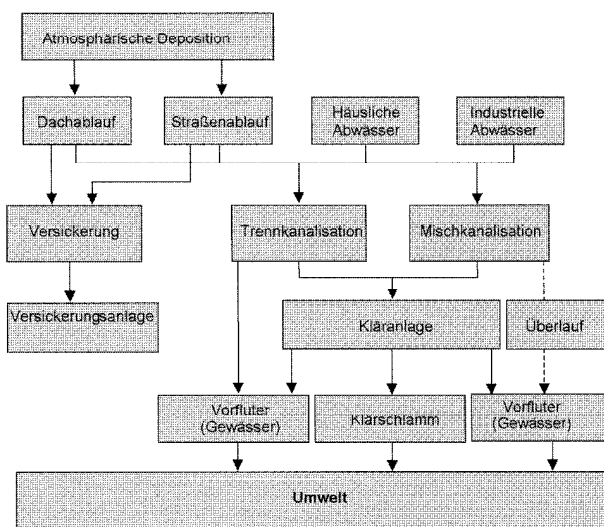 Atmosphärische Deposition
Dachablauf
Straßenablauf
Häusliche
Abwässer
Industrielle
Abwässer
Versickerung
Trennkanalisation
Mischkanalisation
Versickerungsanlage
Kläranlage
Überlauf
Vorfluter
(Gewässer)
Klärschlamm
Vorfluter
(Gewässer)
Umwelt